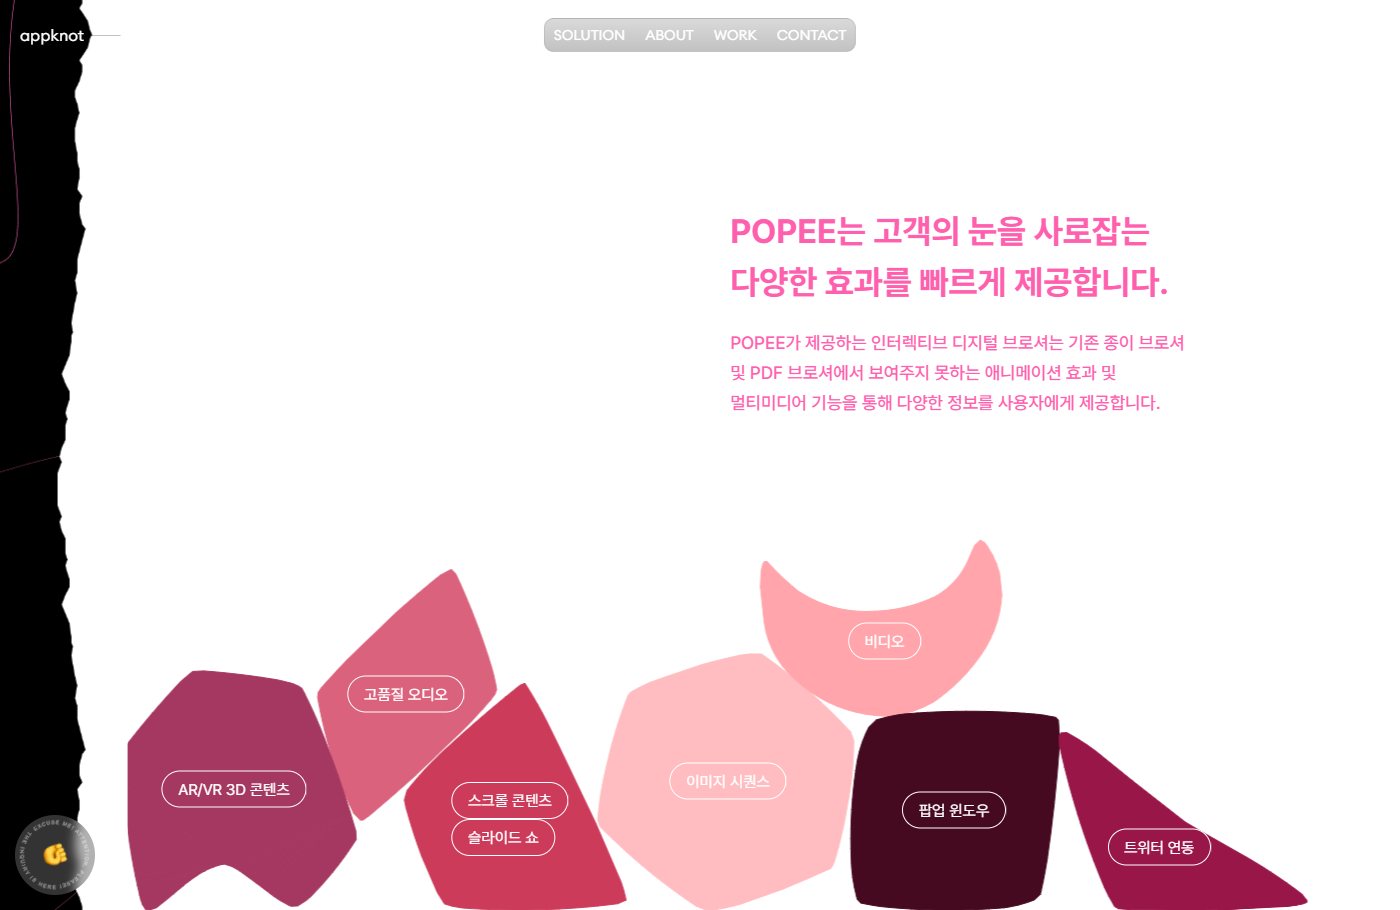 appknot
SOLUTION ABOUT WORK CONTACT
POPEE는 고객의 눈을 사로잡는
다양한 효과를 빠르게 제공합니다.
POPEE가 제공하는 인터렉티브 디지털 브로셔는 기존 종이 브로셔
및 PDF 브로셔에서 보여주지 못하는 애니메이션 효과 및
멀티미디어 기능을 통해 다양한 정보를 사용자에게 제공합니다.
비디오
고품질 오디오
이미지 시퀀스
AR/VR 3D 콘텐츠
스크롤 콘텐츠
팝업 윈도우
슬라이드 쇼
트위터 연동